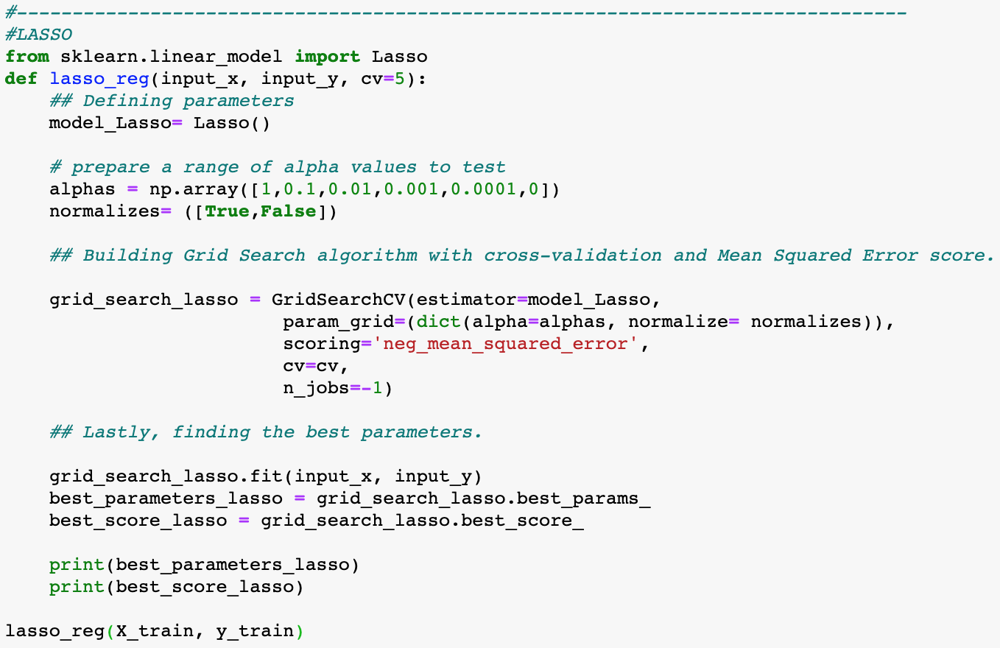 #--------------------------------------------------------------------------------
#LASSO
from sklearn.linear_model import Lasso
def lasso_reg(input_x, input_y, cv=5):
    ## Defining parameters
    model_Lasso= Lasso()

    # prepare a range of alpha values to test
    alphas = np.array([1,0.1,0.01,0.001,0.0001,0])
    normalizes= ([True,False])

    ## Building Grid Search algorithm with cross-validation and Mean Squared Error score.

    grid_search_lasso = GridSearchCV(estimator=model_Lasso,
                         param_grid=(dict(alpha=alphas, normalize= normalizes)),
                         scoring='neg_mean_squared_error',
                         cv=cv,
                         n_jobs=-1)

    ## Lastly, finding the best parameters.

    grid_search_lasso.fit(input_x, input_y)
    best_parameters_lasso = grid_search_lasso.best_params_
    best_score_lasso = grid_search_lasso.best_score_

    print(best_parameters_lasso)
    print(best_score_lasso)

lasso_reg(X_train, y_train)